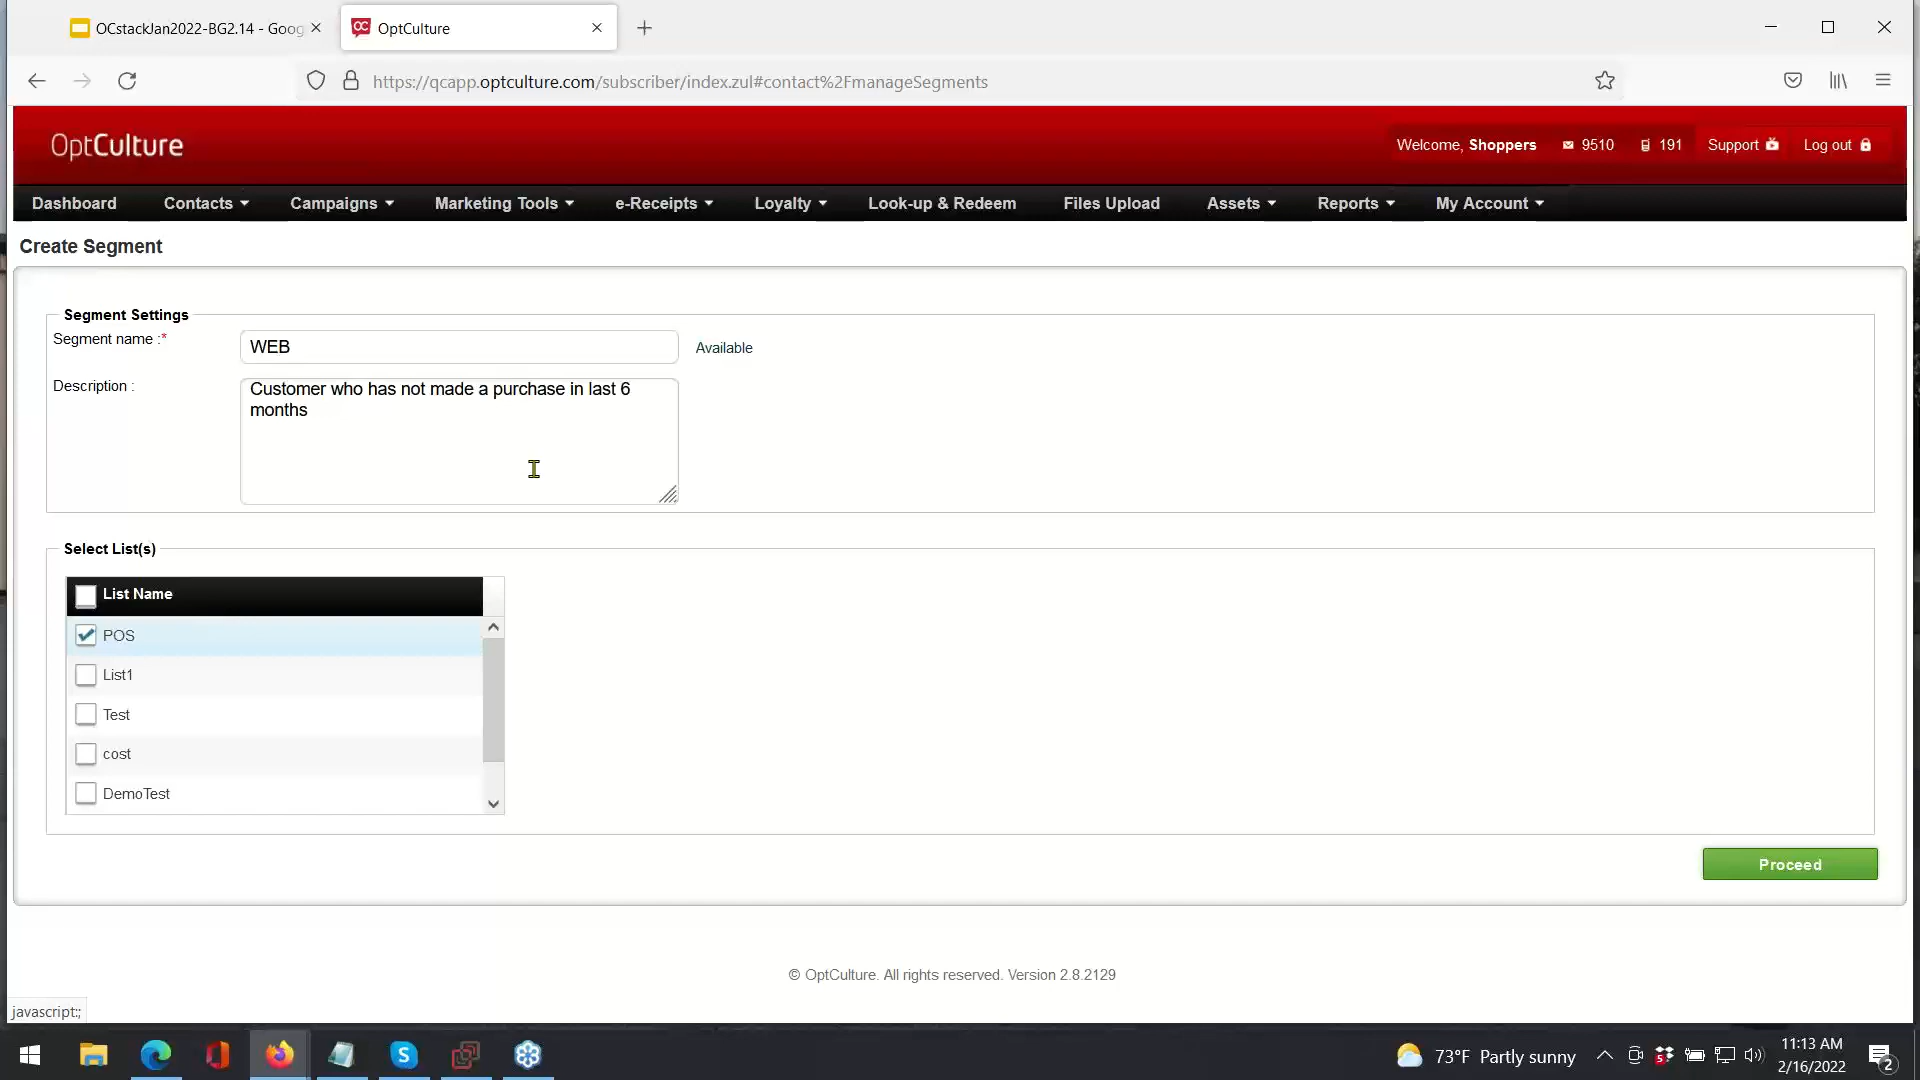 OCstackJan2022-BG2.14 - Goog
OptCulture
https://qcapp.optculture.com/subscriber/index.zul#contact%2FmanageSegments
OptCulture
Welcome, Shoppers 9510 191 Support Log out
Dashboard Contacts Campaigns Marketing Tools e-Receipts Loyalty Look-up & Redeem Files Upload Assets Reports My Account
Create Segment
Segment Settings
Segment name :* WEB Available
Description : Customer who has not made a purchase in last 6
months
Select List(s)
List Name
POS
List1
Test
cost
DemoTest
Proceed
© OptCulture. All rights reserved. Version 2.8.2129
javascript:;
73°F Partly sunny
11:13 AM
2/16/2022
2